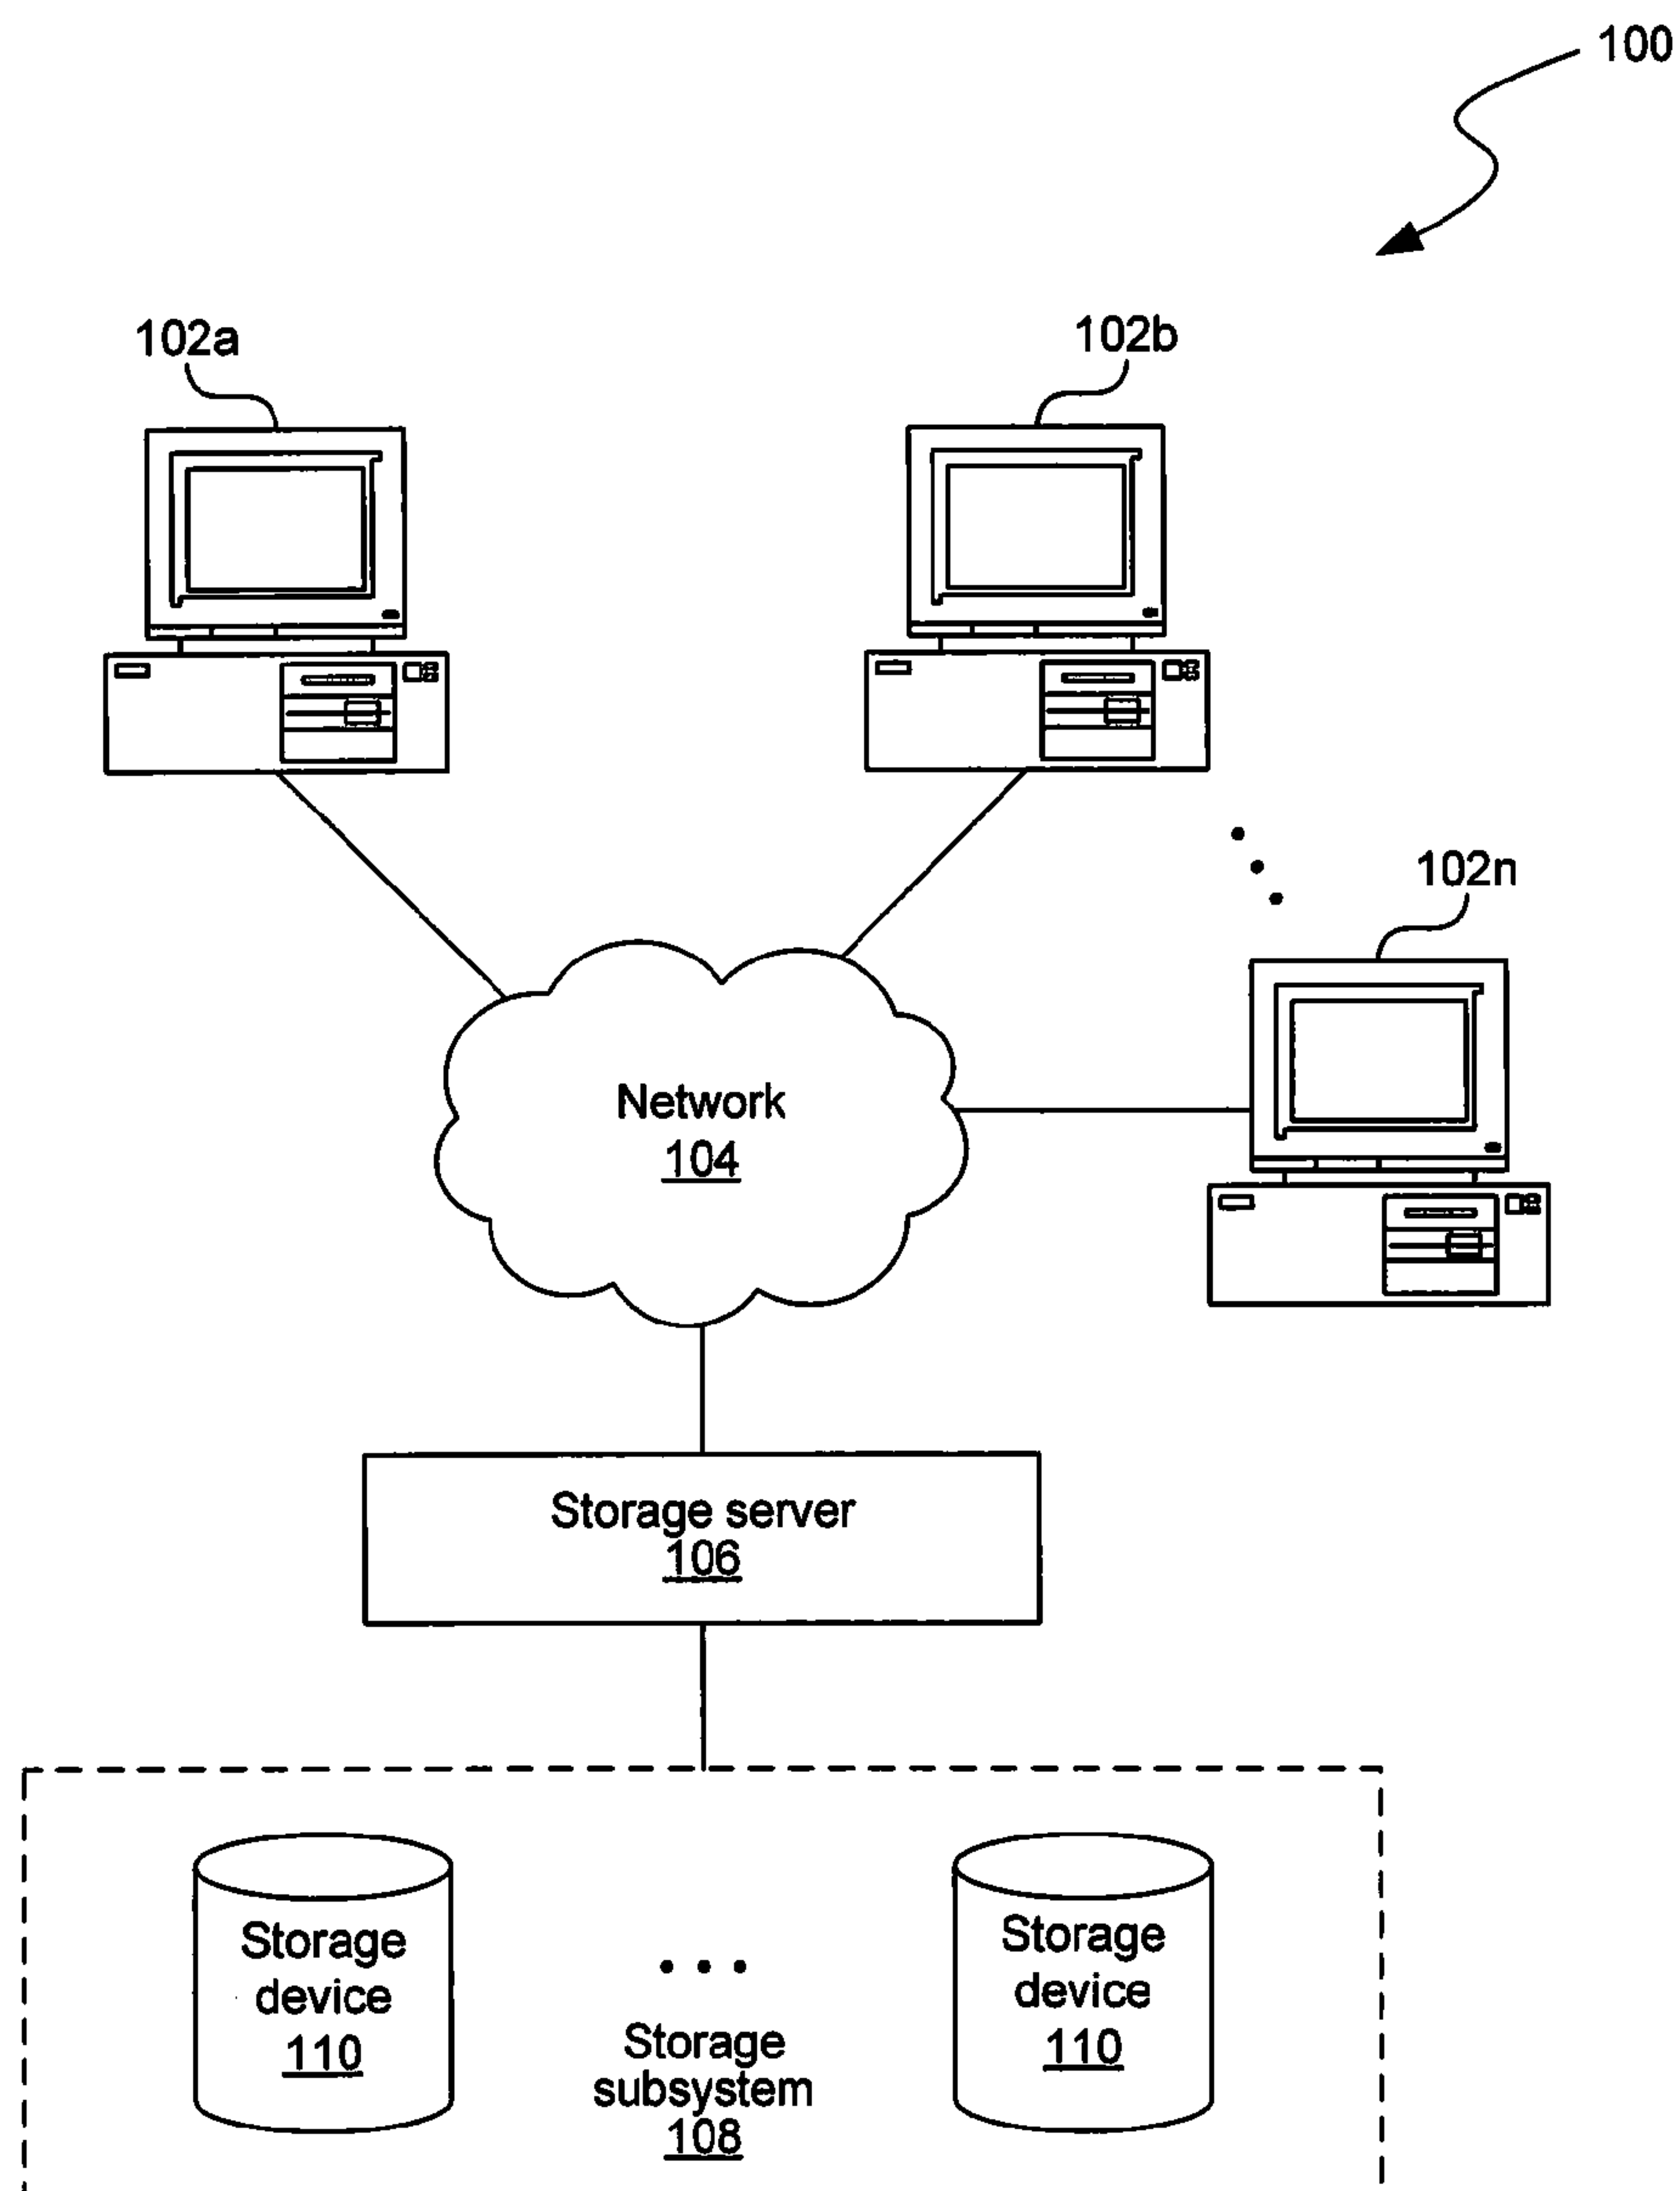 100
102a
102b
102n
Network
104
Storage server
106
Storage
device
110
Storage
subsystem
108
Storage
device
110